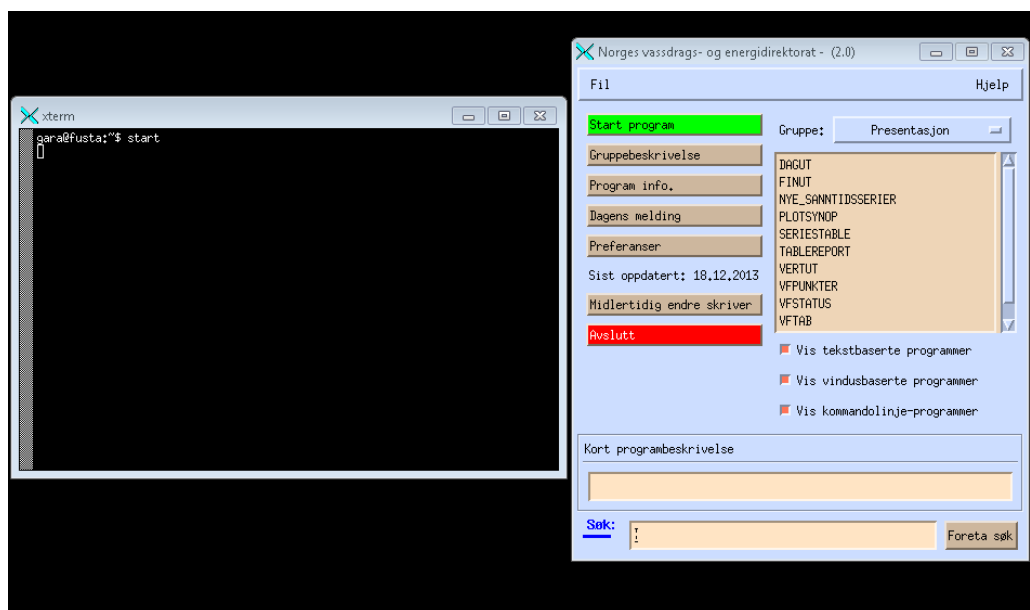 xterm
gara@fusta:~$ start
Norges vassdrags- og energidirektorat - (2.0)
Fil
Hjelp
Start program
Gruppebeskrivelse
Program info.
Dagens melding
Preferanser
Sist oppdatert: 18.12.2013
Midlertidig endre skriver
Avslutt
Gruppe: Presentasjon
DAGUT
FINUT
NYE_SANNTIDSSERIER
PLOTSYNOP
SERIESTABLE
TABLEREPORT
VERTUT
VFPUNKTER
VFSTATUS
VFTAB
Vis tekstbaserte programmer
Vis vindusbaserte programmer
Vis kommandolinje-programmer
Kort programbeskrivelse
Søk:
Foreta søk